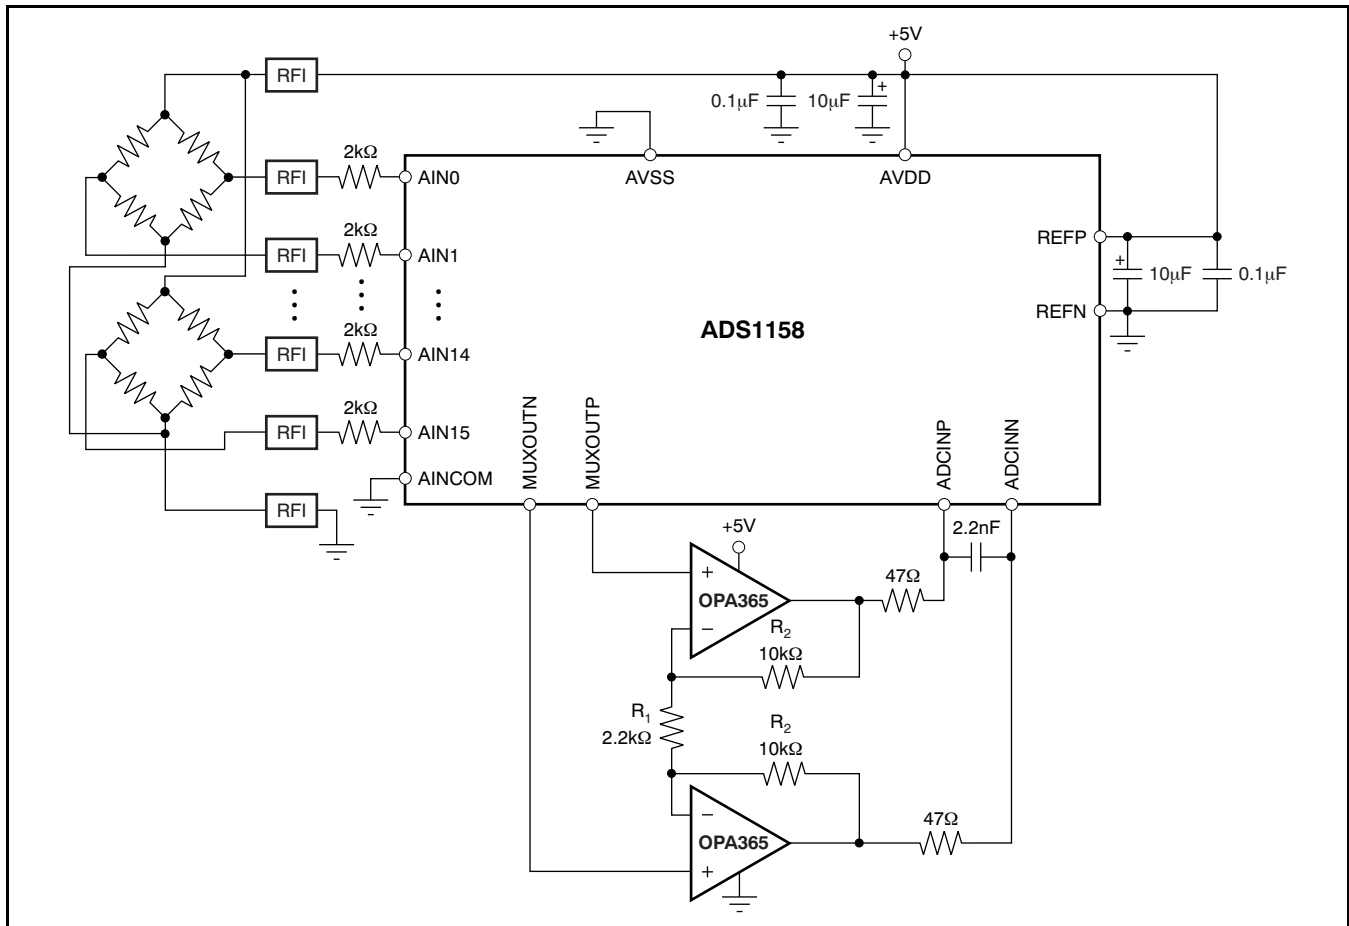 +5V
RFI
0.1µF
10µF
+
2kΩ
RFI
AIN0
AVSS
AVDD
2kΩ
RFI
AIN1
REFP
+
10µF
0.1µF
REFN
ADS1158
2kΩ
RFI
AIN14
2kΩ
RFI
AIN15
AINCOM
MUXOUTN
MUXOUTP
ADCINP
ADCINN
RFI
2.2nF
+5V
+
OPA365
−
47Ω
R2
10kΩ
R1
2.2kΩ
R2
10kΩ
−
OPA365
+
47Ω